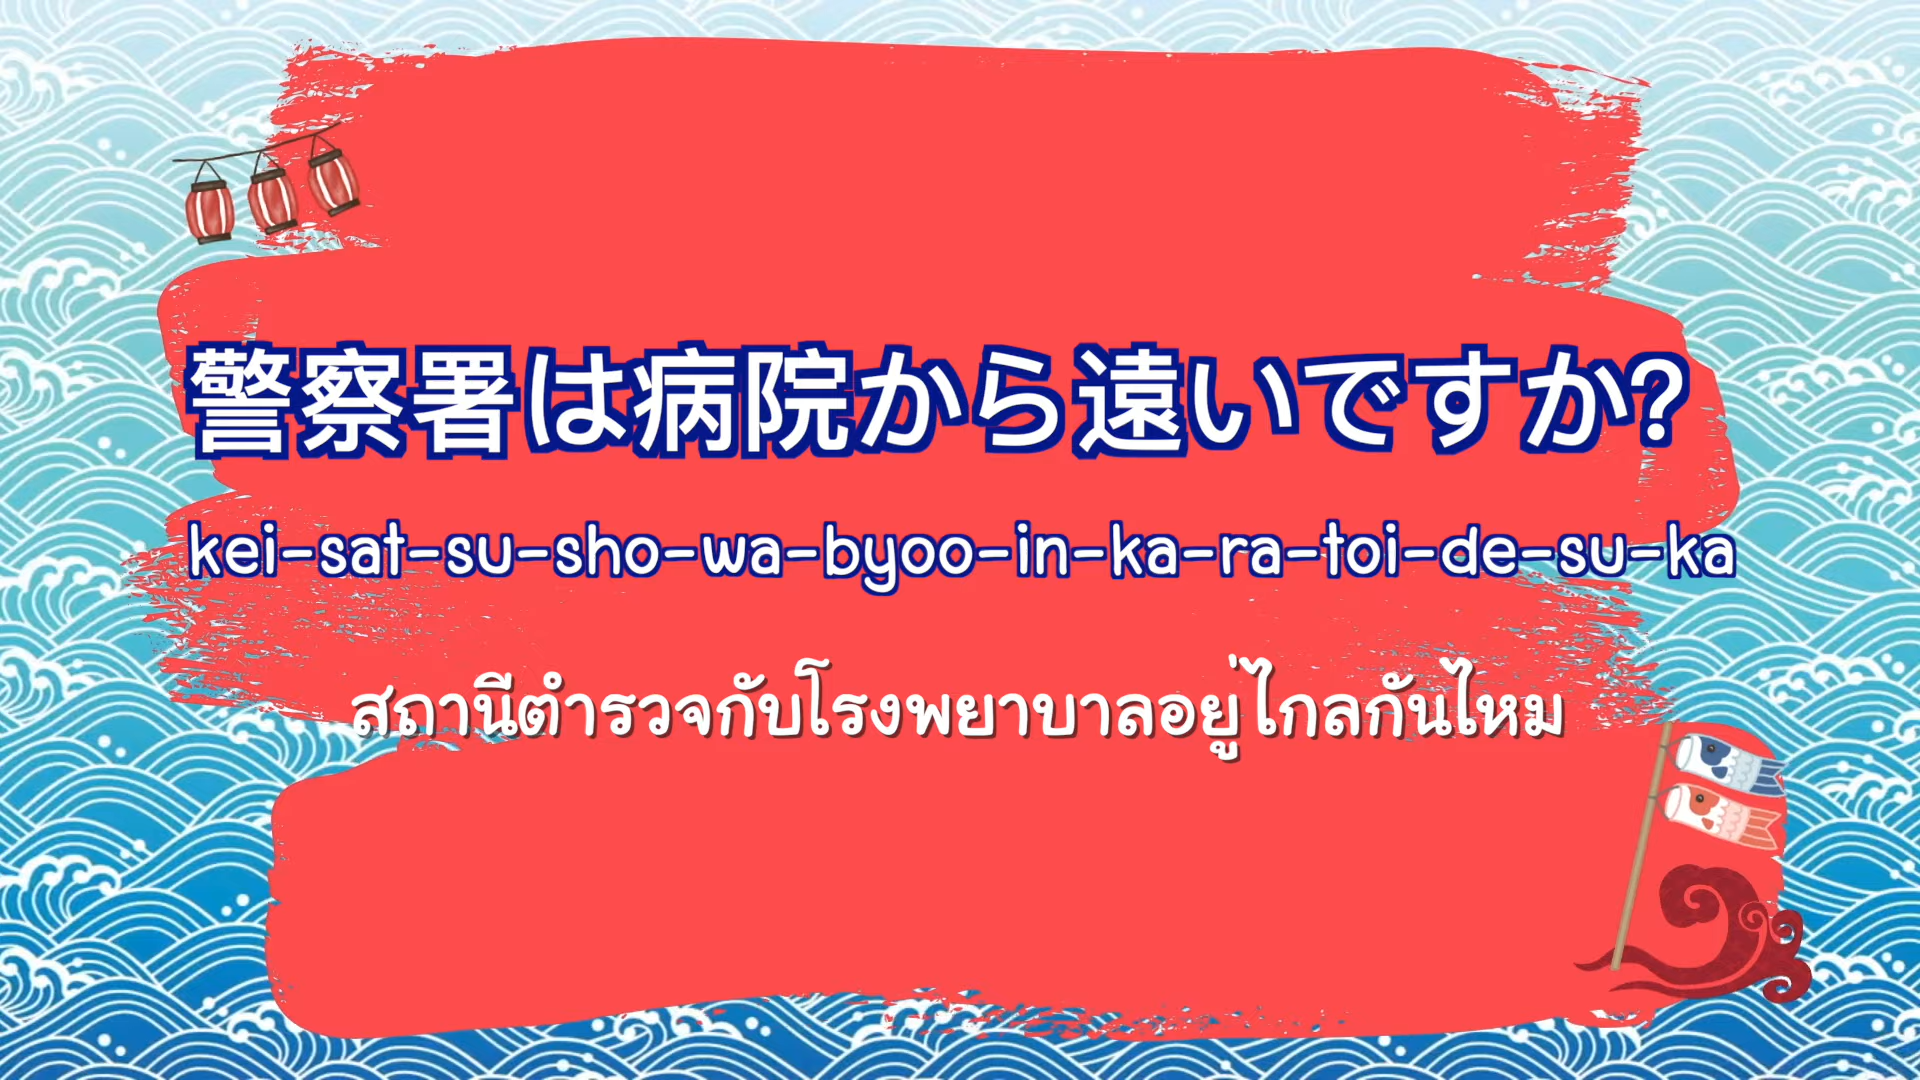 警察署は病院から遠いですか?
kei-sat-su-sho-wa-byoo-in-ka-ra-toi-de-su-ka
สถานีตำรวจกับโรงพยาบาลอยู่ไกลกันไหม